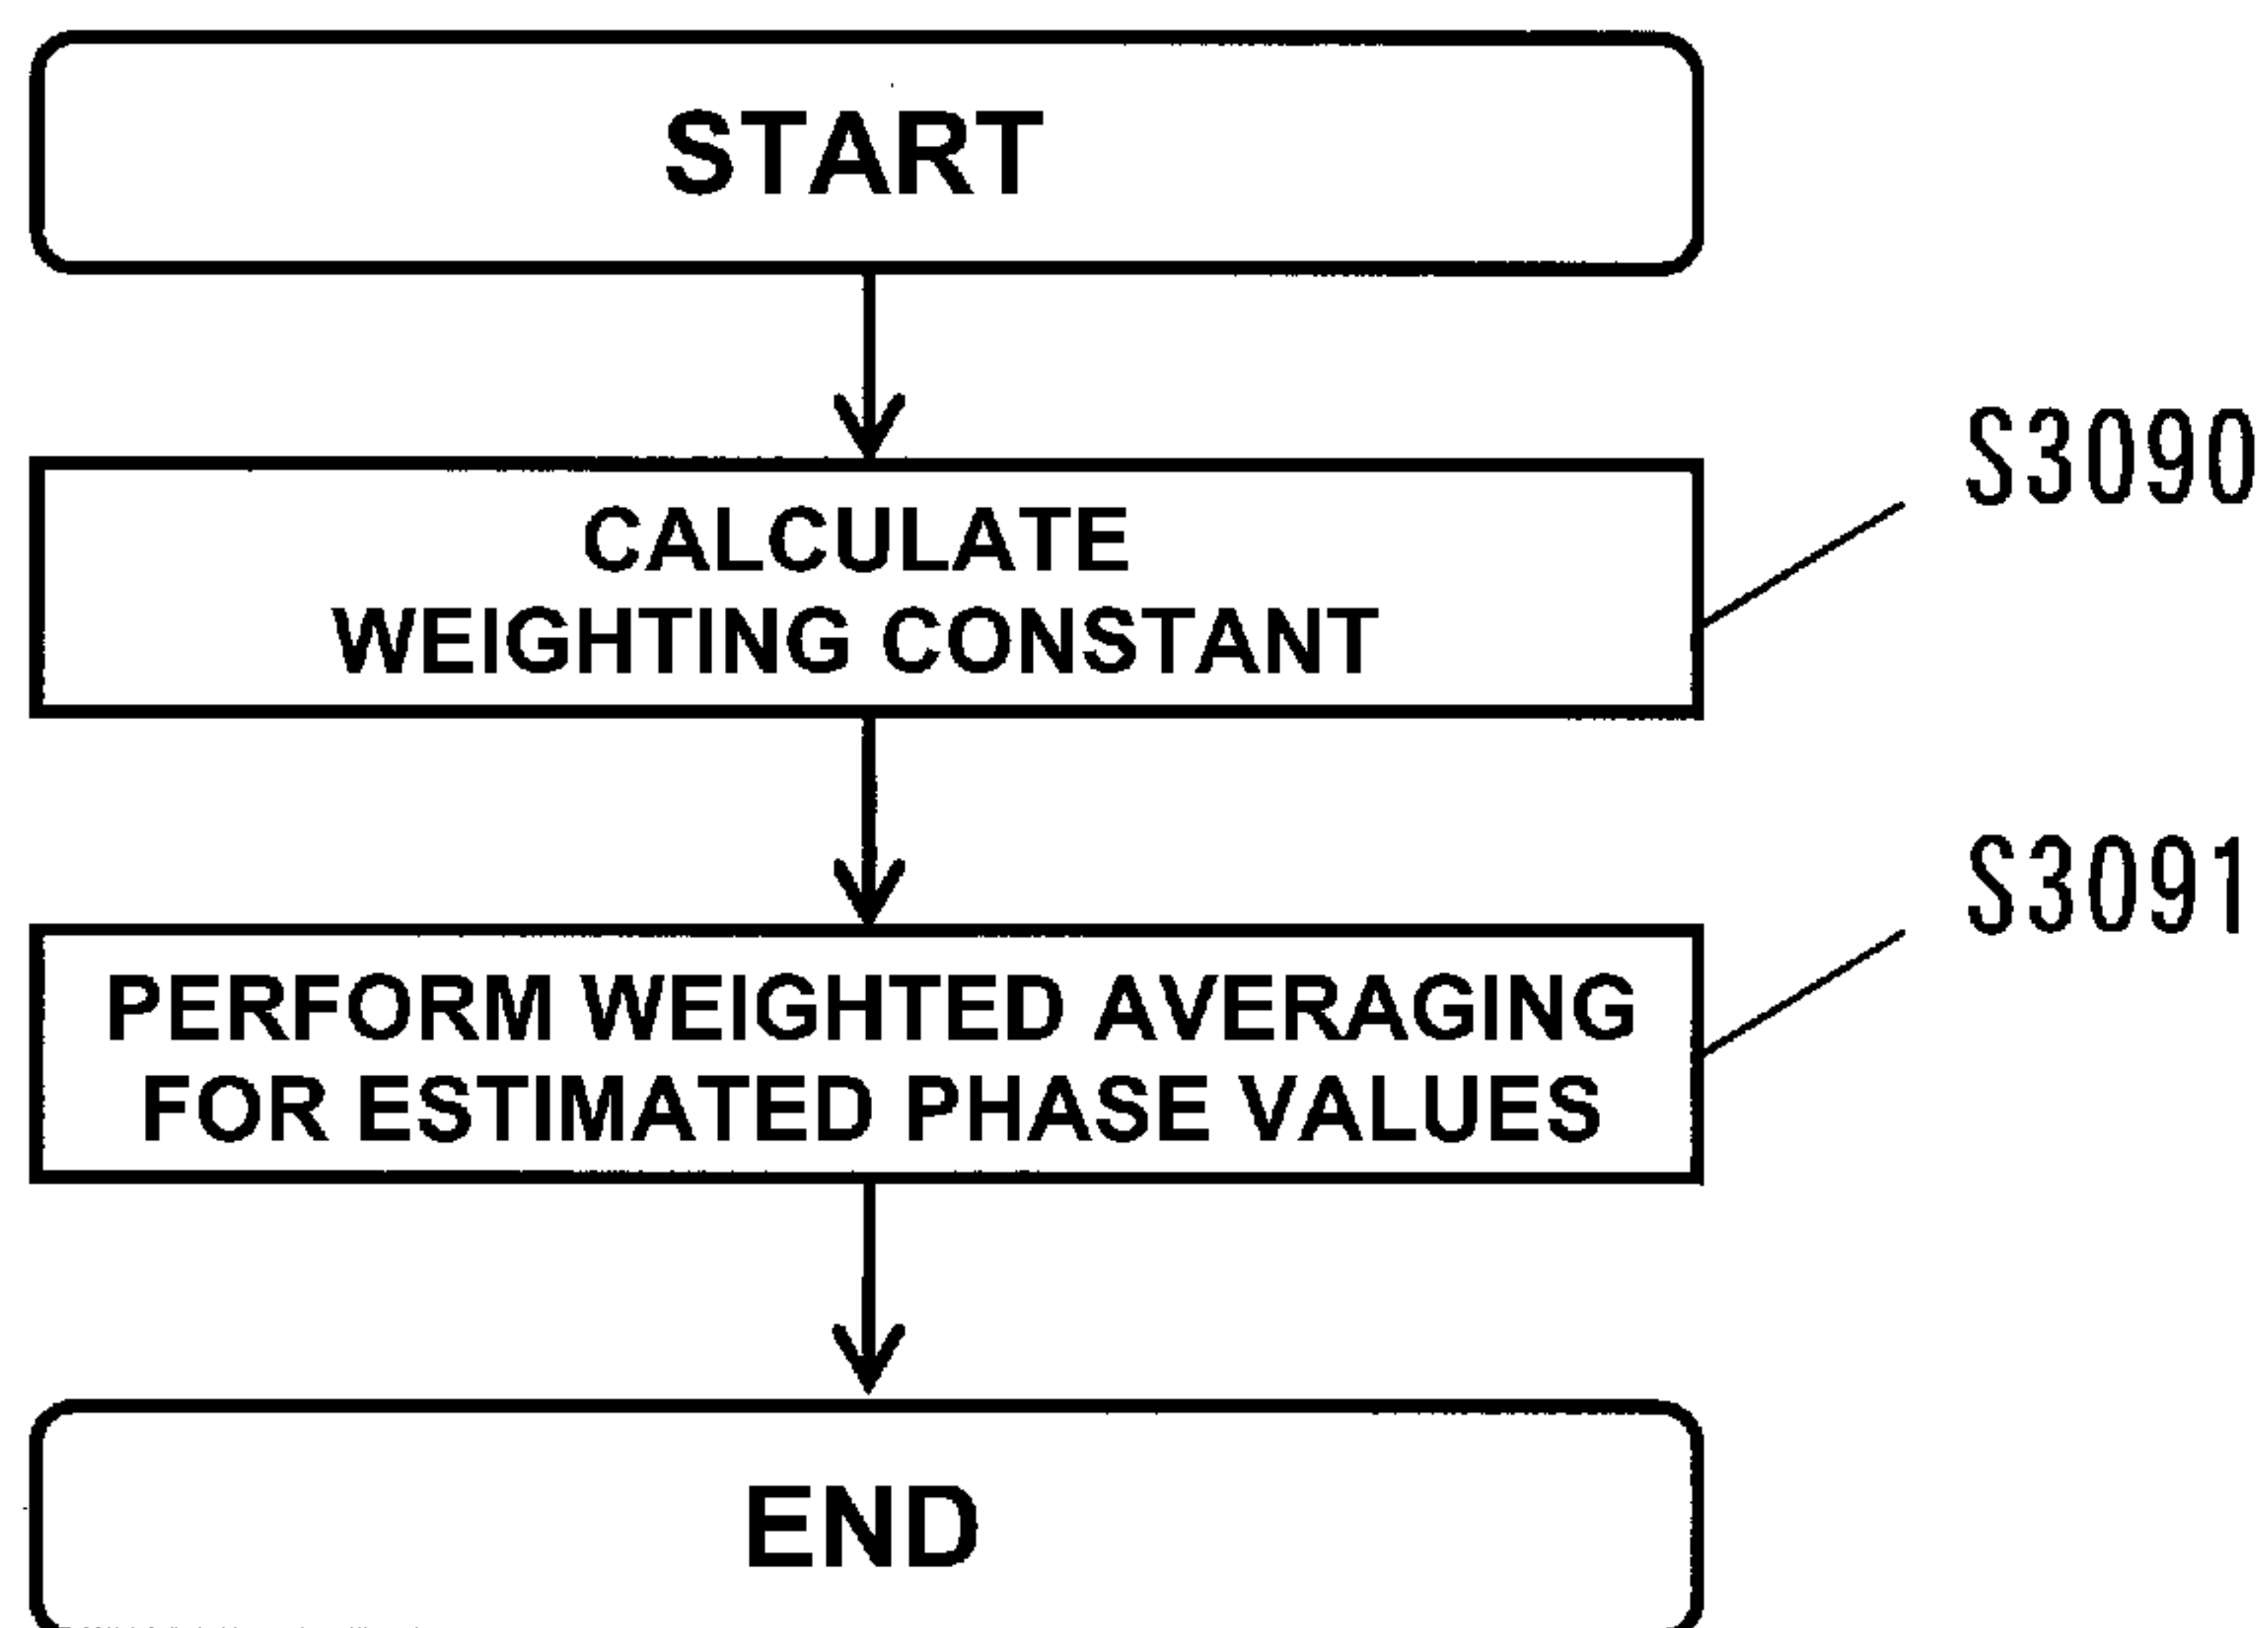 START
S3090
CALCULATE
WEIGHTING CONSTANT
S3091
PERFORM WEIGHTED AVERAGING
FOR ESTIMATED PHASE VALUES
END